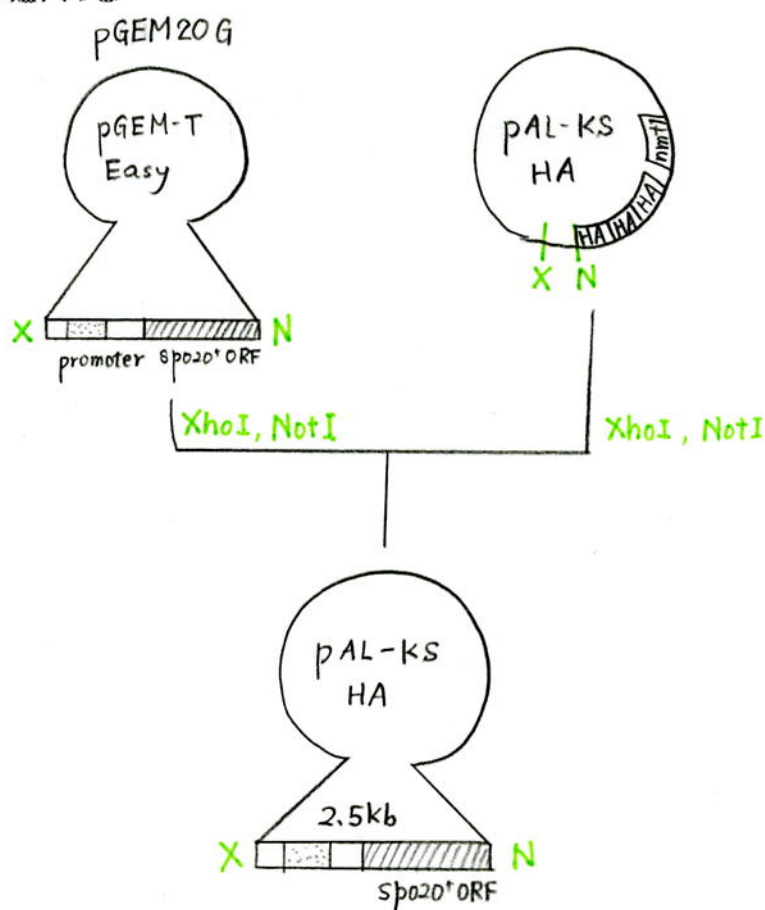 pGEM20G
pGEM-T
Easy
pAL-KS
HA
nmt1
HA
HA
HA
X
N
X
N
promoter
spo20⁺ ORF
XhoI, NotI
XhoI, NotI
pAL-KS
HA
2.5kb
X
N
spo20⁺ ORF